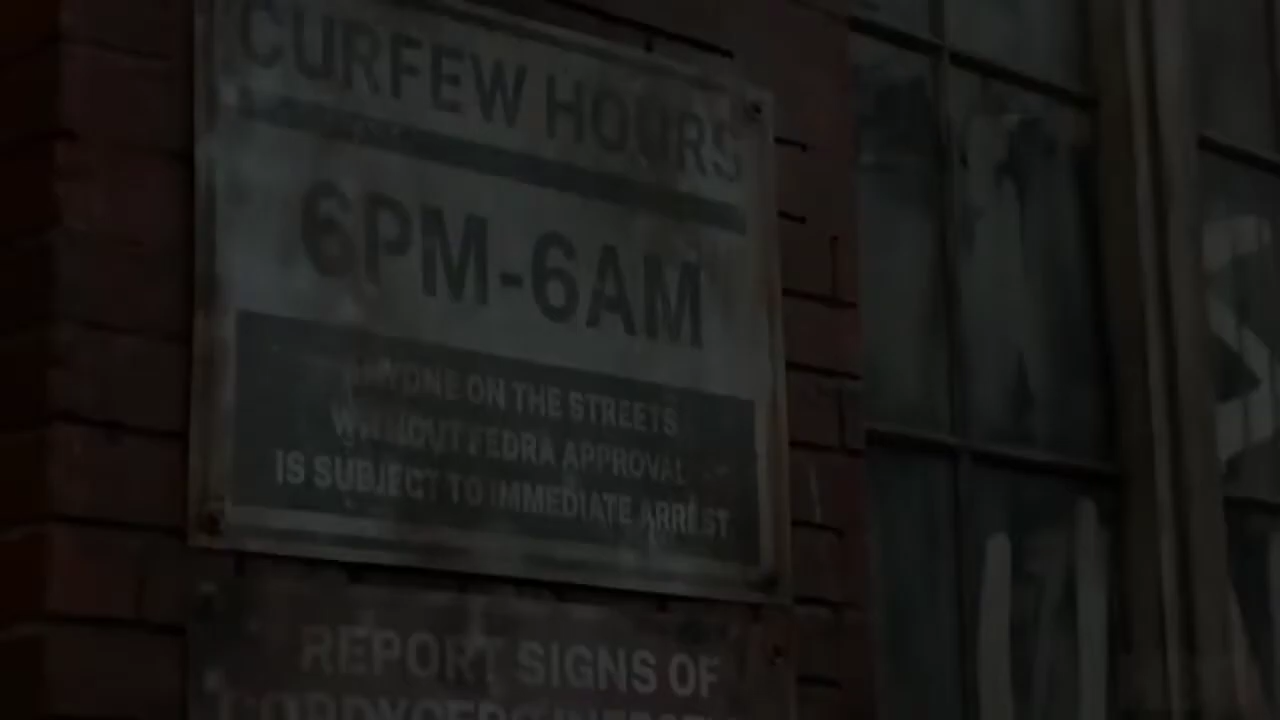 CURFEW HOURS
6PM-6AM
ANYONE ON THE STREETS
WITHOUT FEDRA APPROVAL
IS SUBJECT TO IMMEDIATE ARREST
REPORT SIGNS OF